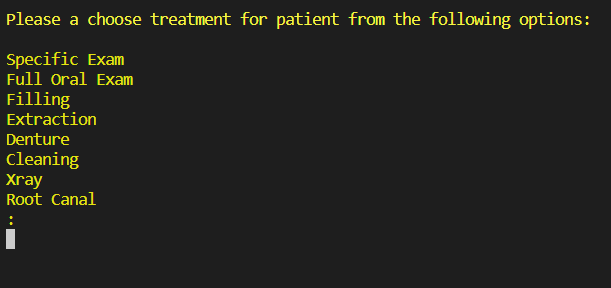 Please a choose treatment for patient from the following options:
Specific Exam
Full Oral Exam
Filling
Extraction
Denture
Cleaning
Xray
Root Canal
: